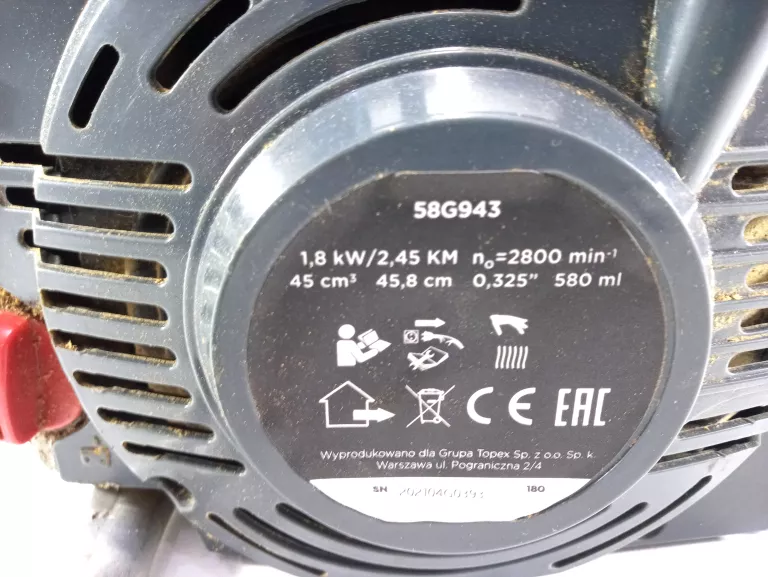 58G943
1,8 kW/2,45 KM n₀=2800 min⁻¹
45 cm³ 45,8 cm 0,325" 580 ml
CE EAC
Wyprodukowano dla Grupa Topex Sp. z o.o. Sp. k.
Warszawa ul. Pograniczna 2/4
SN 202104G0393 180